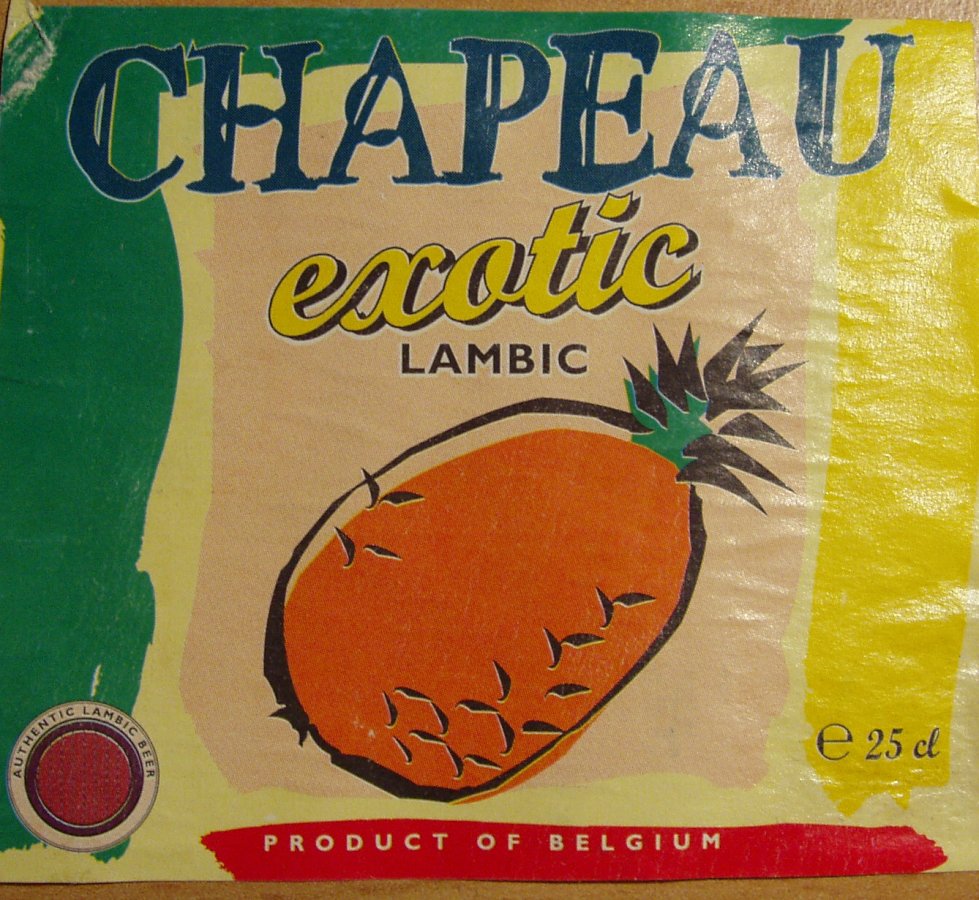 CHAPEAU
exotic
LAMBIC
℮ 25 cl
AUTHENTIC LAMBIC BEER
PRODUCT OF BELGIUM